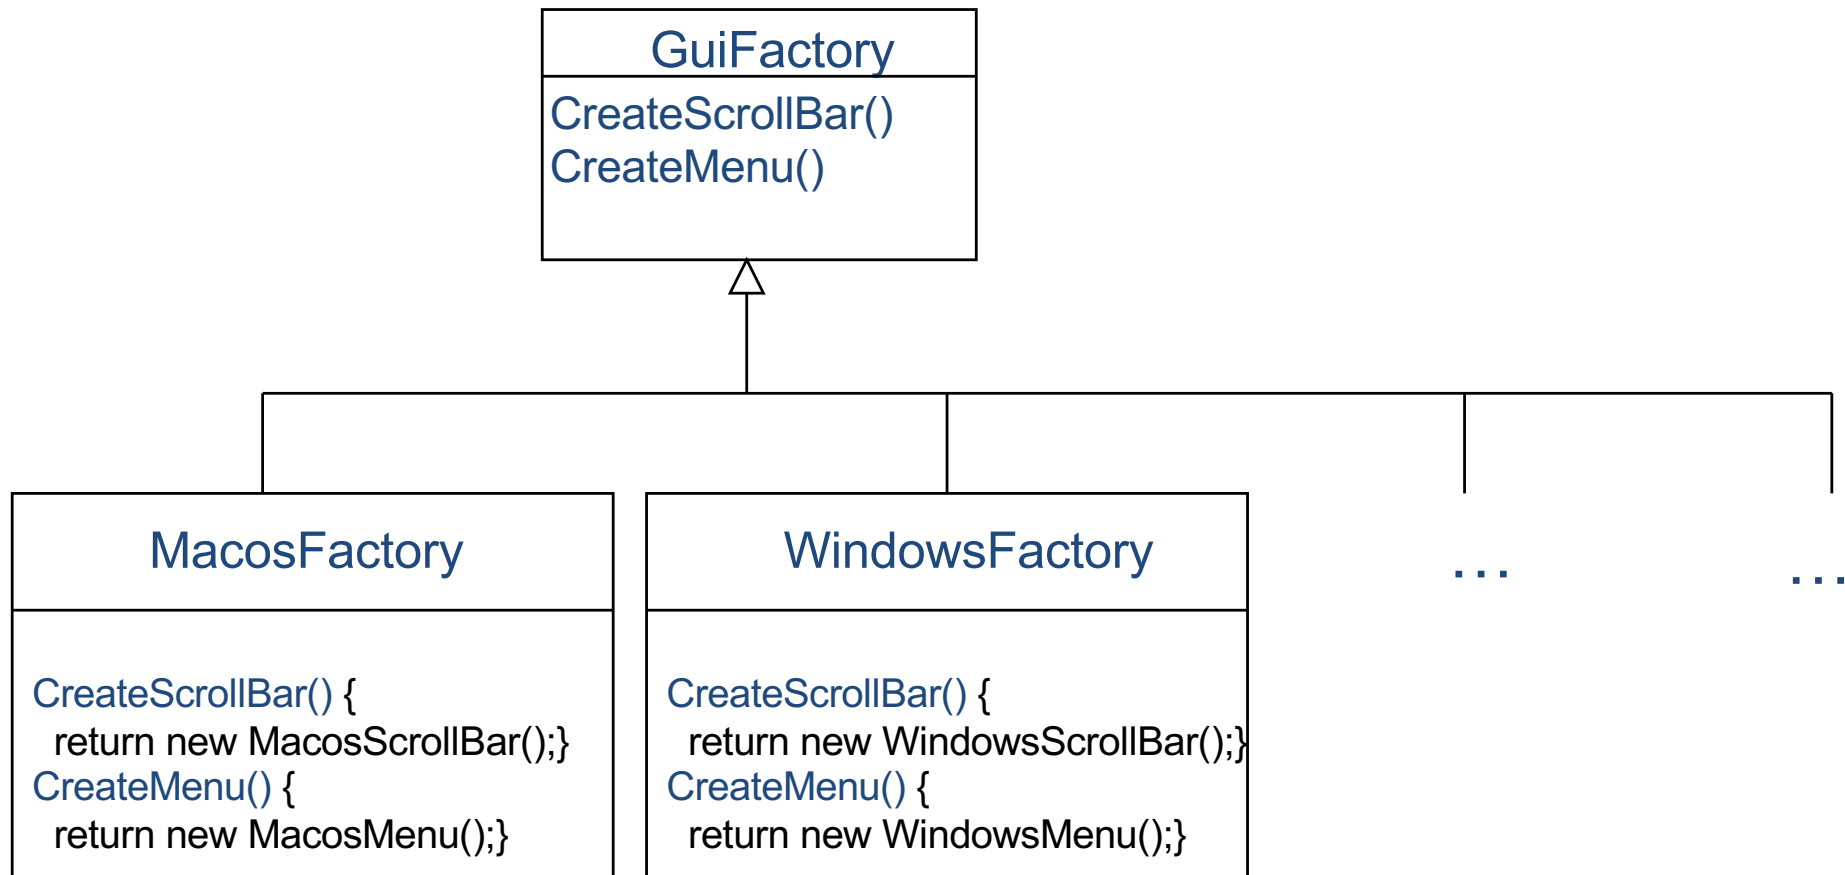 GuiFactory
CreateScrollBar()
CreateMenu()
MacosFactory
CreateScrollBar() {
return new MacosScrollBar();}
CreateMenu() {
return new MacosMenu();}
WindowsFactory
CreateScrollBar() {
return new WindowsScrollBar();}
CreateMenu() {
return new WindowsMenu();}
...
...